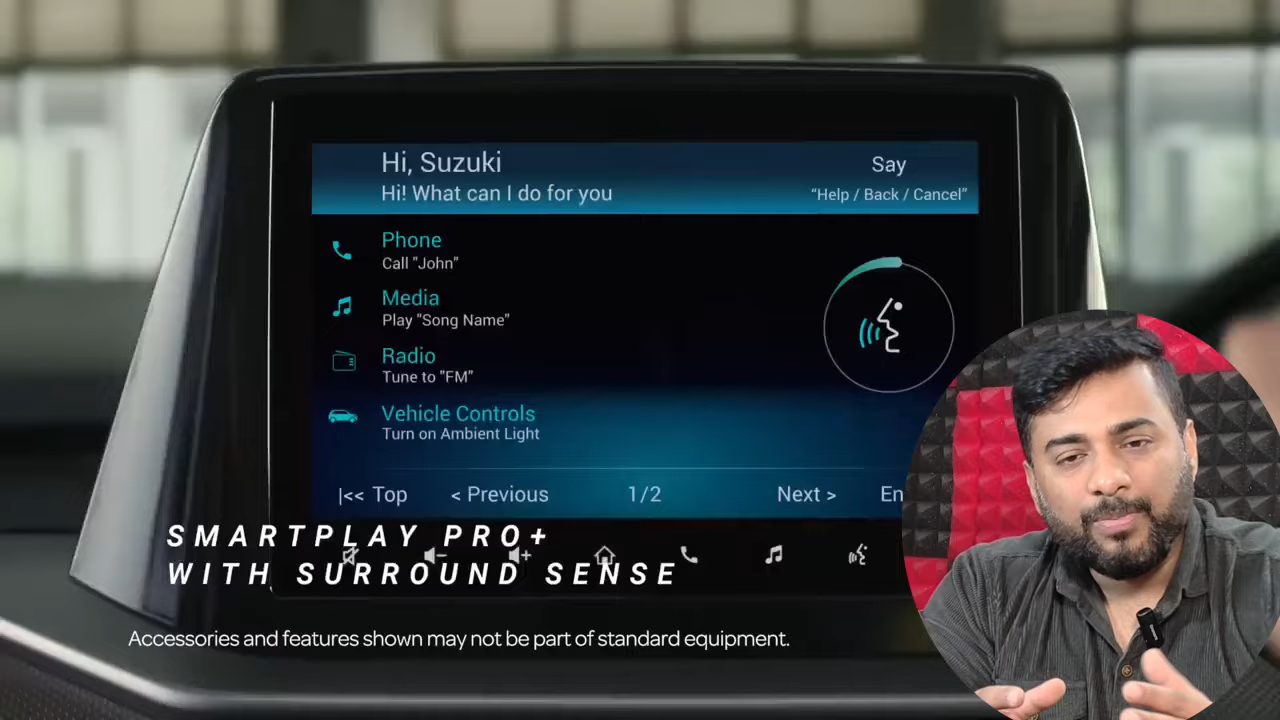 Hi, Suzuki
Hi! What can I do for you
Say
“Help / Back / Cancel”
Phone
Call "John"
Media
Play "Song Name"
Radio
Tune to "FM"
Vehicle Controls
Turn on Ambient Light
|<< Top < Previous 1/2 Next > En
SMARTPLAY PRO+
WITH SURROUND SENSE
Accessories and features shown may not be part of standard equipment.